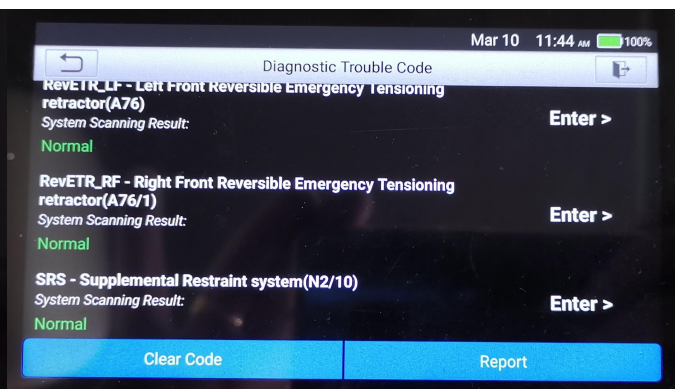 Mar 10 11:44 AM 100%
Diagnostic Trouble Code
RevETR_LF - Left Front Reversible Emergency Tensioning
retractor(A76)
System Scanning Result:
Enter >
Normal
RevETR_RF - Right Front Reversible Emergency Tensioning
retractor(A76/1)
System Scanning Result:
Enter >
Normal
SRS - Supplemental Restraint system(N2/10)
System Scanning Result:
Enter >
Normal
Clear Code
Report